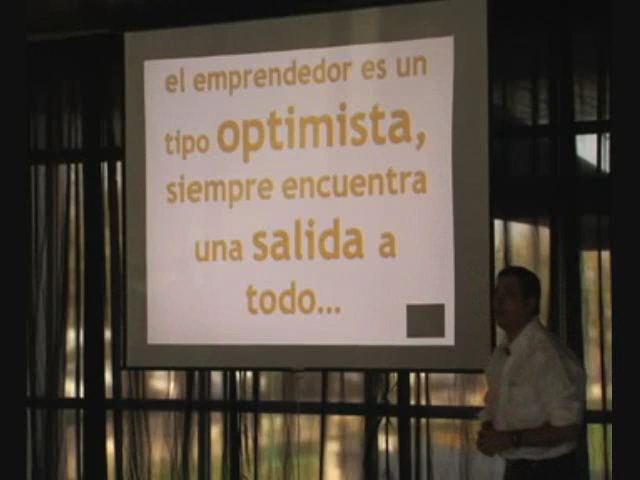 el emprendedor es un
tipo optimista,
siempre encuentra
una salida a
todo...